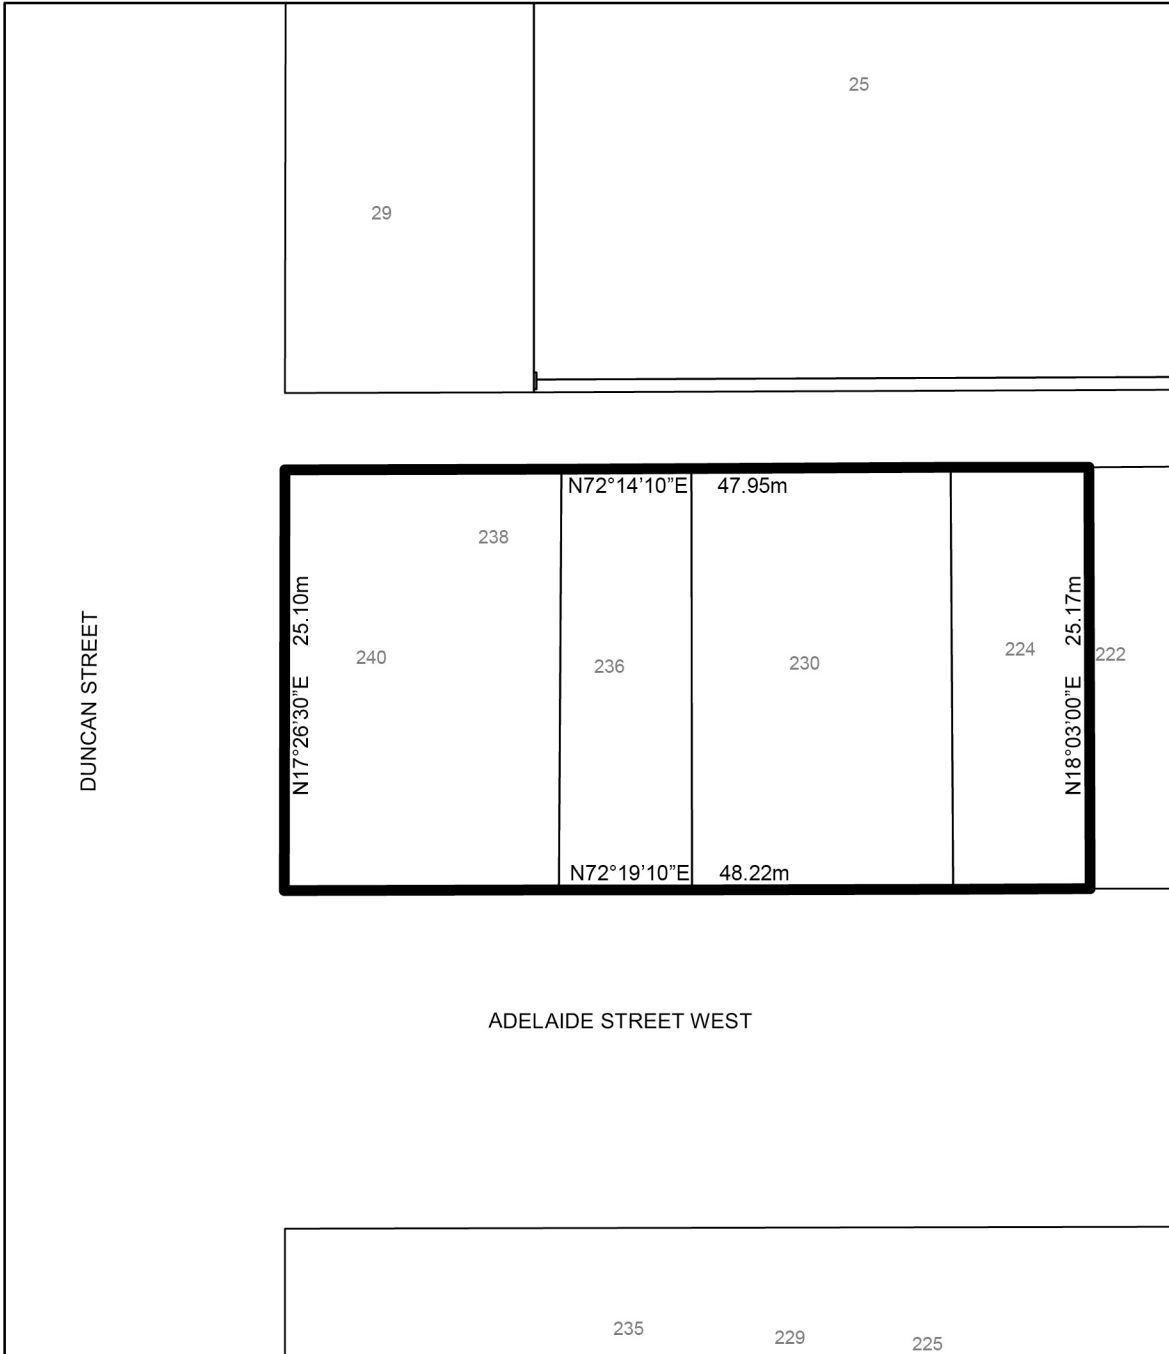 25
29
N72°14’10”E 47.95m
238
N17°26’30”E 25.10m
N18°03’00”E 25.17m
DUNCAN STREET
240
236
230
224
222
N72°19’10”E 48.22m
ADELAIDE STREET WEST
235
229
225